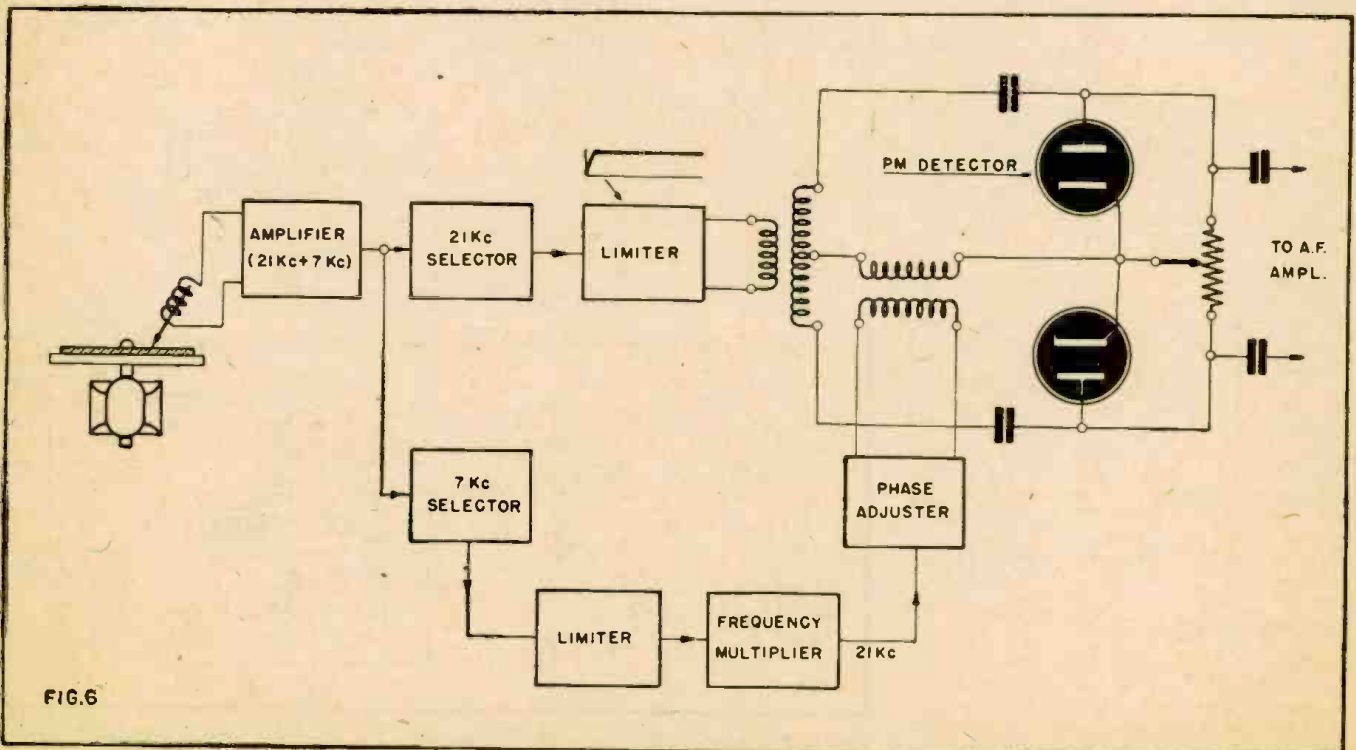 PM DETECTOR
AMPLIFIER
(21Kc+7Kc)
21Kc
SELECTOR
LIMITER
TO A.F.
AMPL.
7Kc
SELECTOR
PHASE
ADJUSTER
LIMITER
FREQUENCY
MULTIPLIER
21Kc
FIG.6